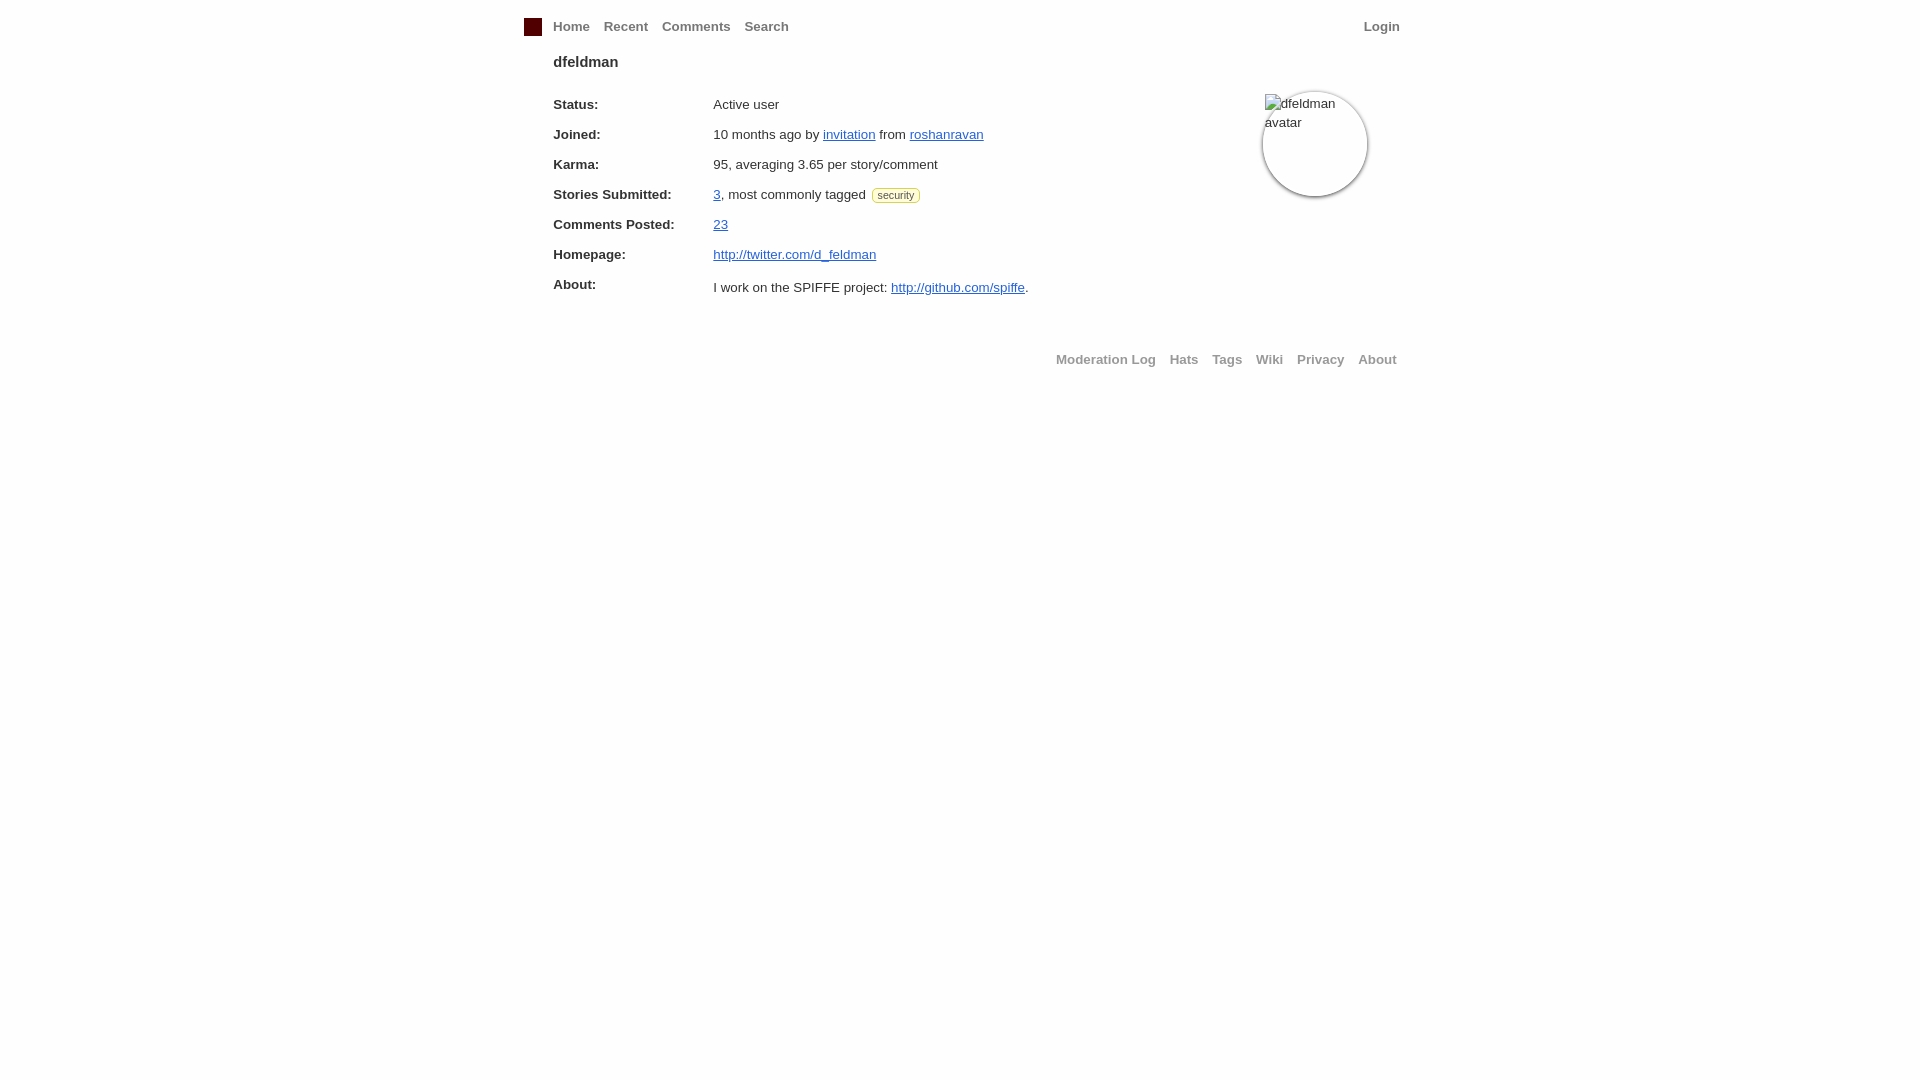 Home Recent Comments Search Login
dfeldman
Status: Active user
Joined: 10 months ago by invitation from roshanravan
Karma: 95, averaging 3.65 per story/comment
Stories Submitted: 3, most commonly tagged security
Comments Posted: 23
Homepage: http://twitter.com/d_feldman
About: I work on the SPIFFE project: http://github.com/spiffe.
dfeldman
avatar
Moderation Log Hats Tags Wiki Privacy About